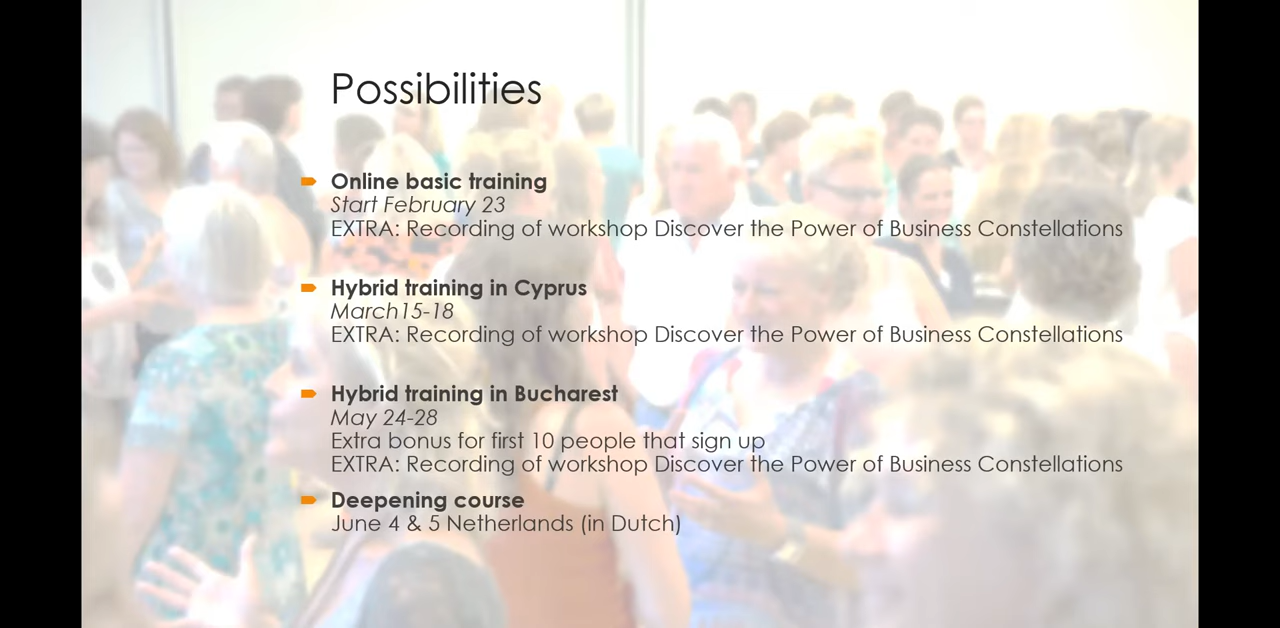 Possibilities
Online basic training
Start February 23
EXTRA: Recording of workshop Discover the Power of Business Constellations
Hybrid training in Cyprus
March15-18
EXTRA: Recording of workshop Discover the Power of Business Constellations
Hybrid training in Bucharest
May 24-28
Extra bonus for first 10 people that sign up
EXTRA: Recording of workshop Discover the Power of Business Constellations
Deepening course
June 4 & 5 Netherlands (in Dutch)